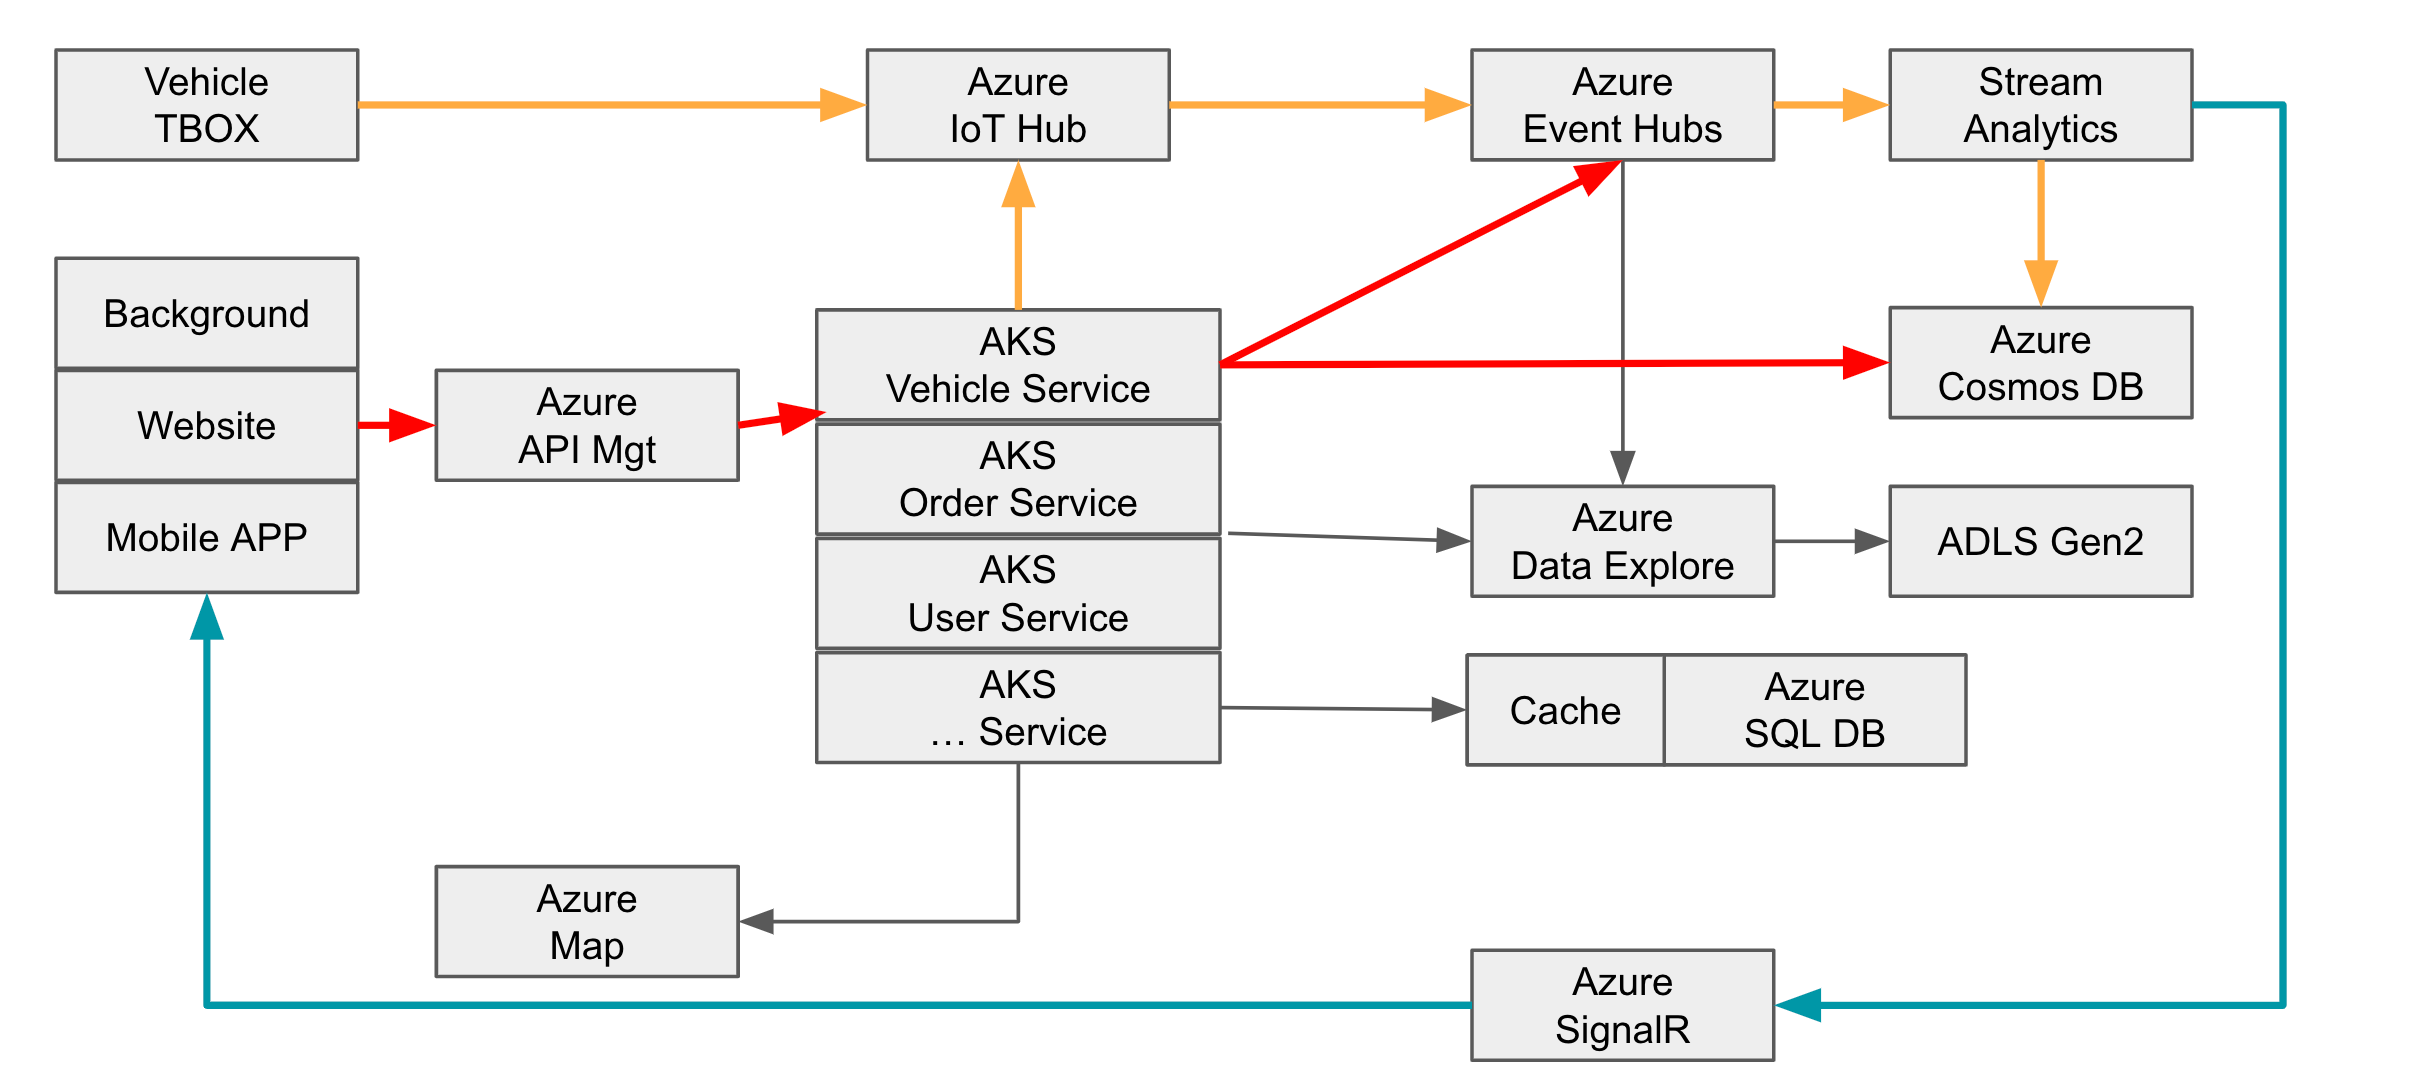 Vehicle
TBOX
Azure
IoT Hub
Azure
Event Hubs
Stream
Analytics
Background
Website
Mobile APP
Azure
API Mgt
AKS
Vehicle Service
AKS
Order Service
AKS
User Service
AKS
… Service
Azure
Cosmos DB
Azure
Data Explore
ADLS Gen2
Cache
Azure
SQL DB
Azure
Map
Azure
SignalR